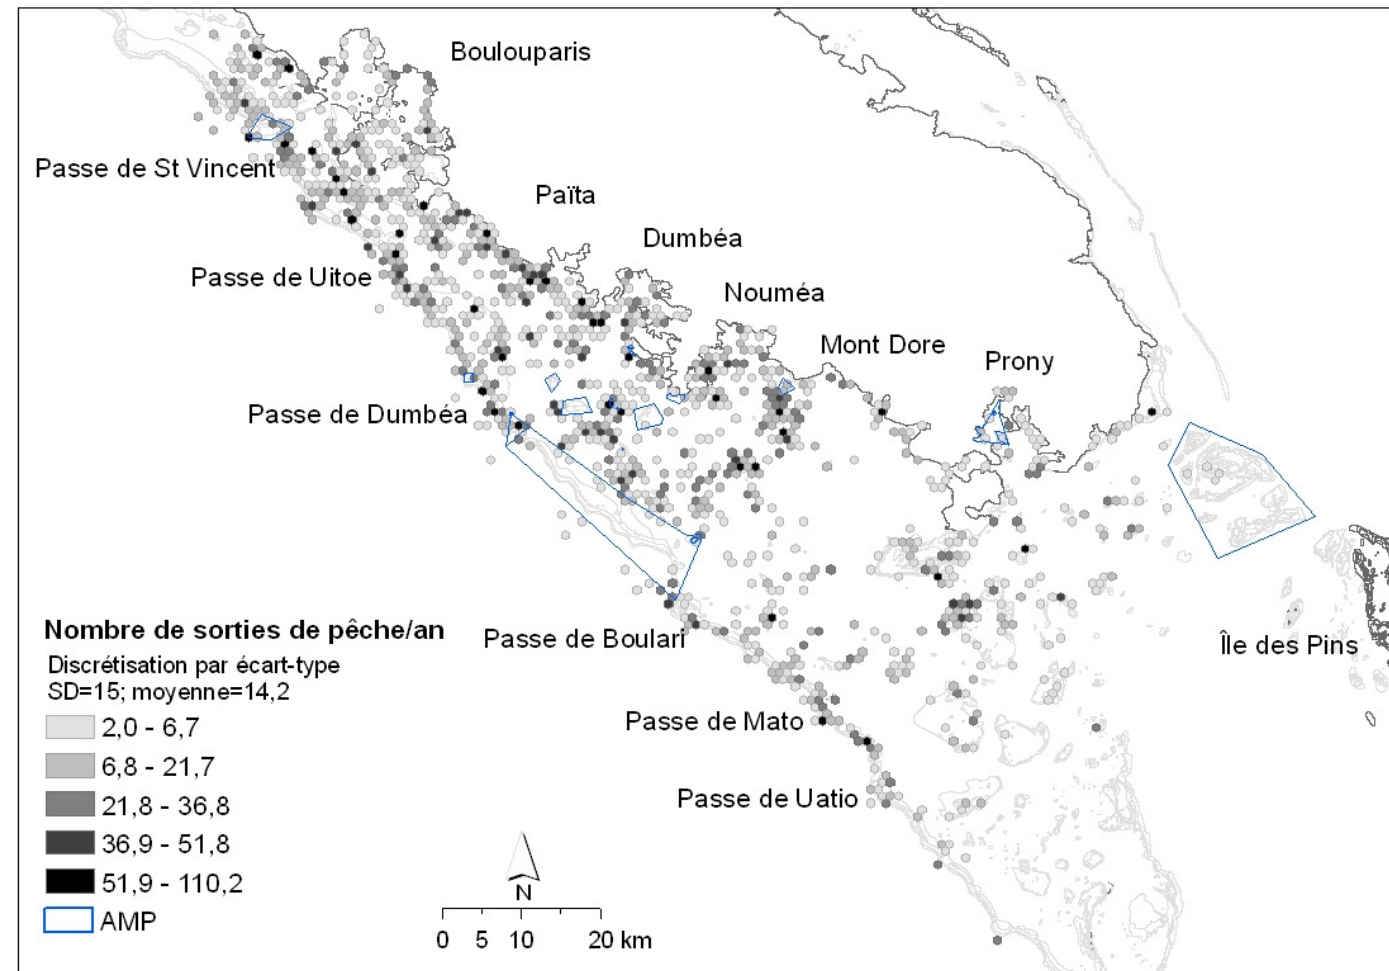 Boulouparis
Passe de St Vincent
Païta
Dumbéa
Passe de Uitoe
Nouméa
Mont Dore
Prony
Passe de Dumbéa
Nombre de sorties de pêche/an
Passe de Boulari
Île des Pins
Discrétisation par écart-type
SD=15; moyenne=14,2
2,0 - 6,7
Passe de Mato
6,8 - 21,7
21,8 - 36,8
Passe de Uatio
36,9 - 51,8
51,9 - 110,2
AMP
N
0 5 10 20 km